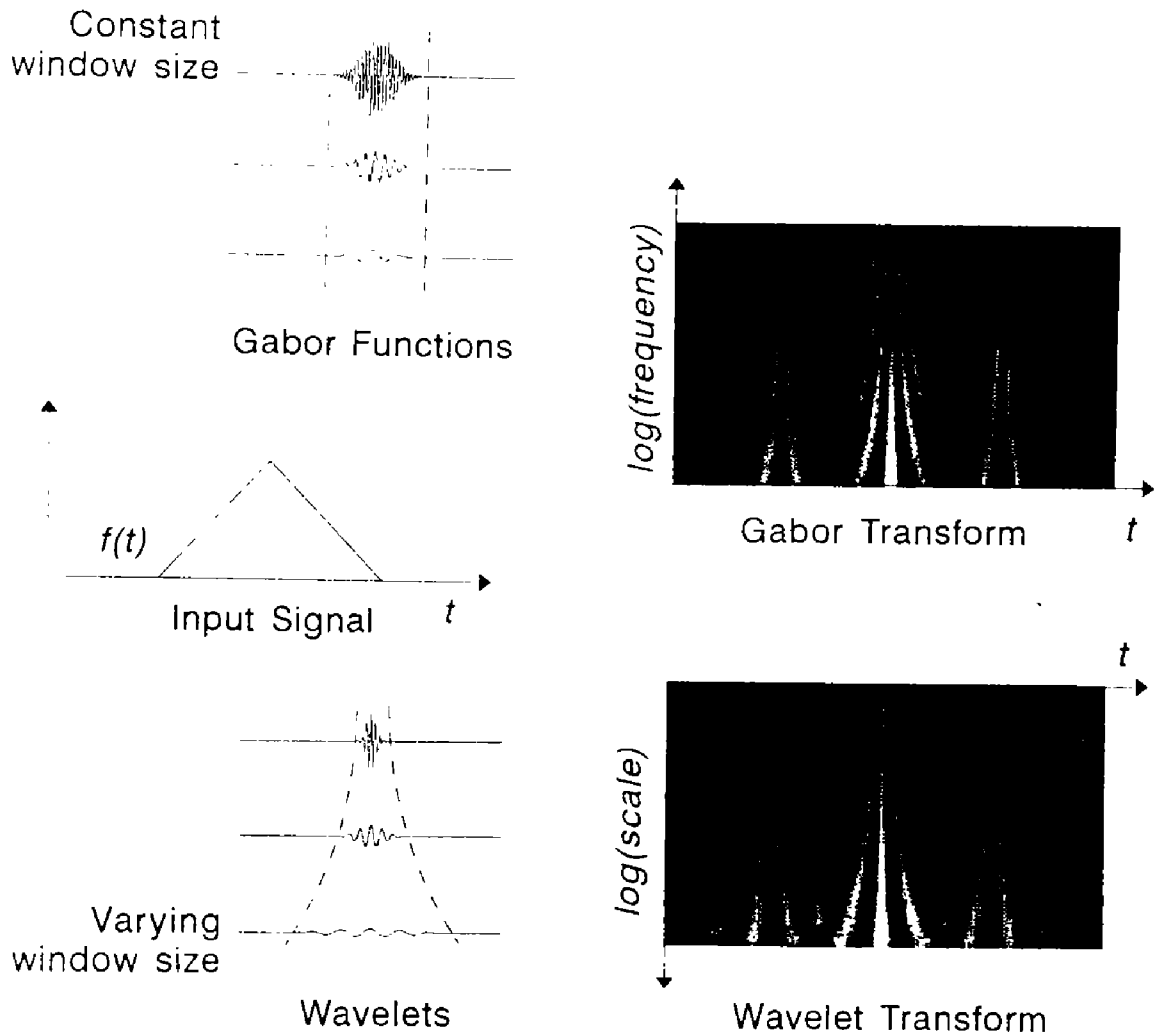 Constant
window size
Gabor Functions
log(frequency)
Gabor Transform
t
f(t)
Input Signal
t
t
log(scale)
Varying
window size
Wavelets
Wavelet Transform